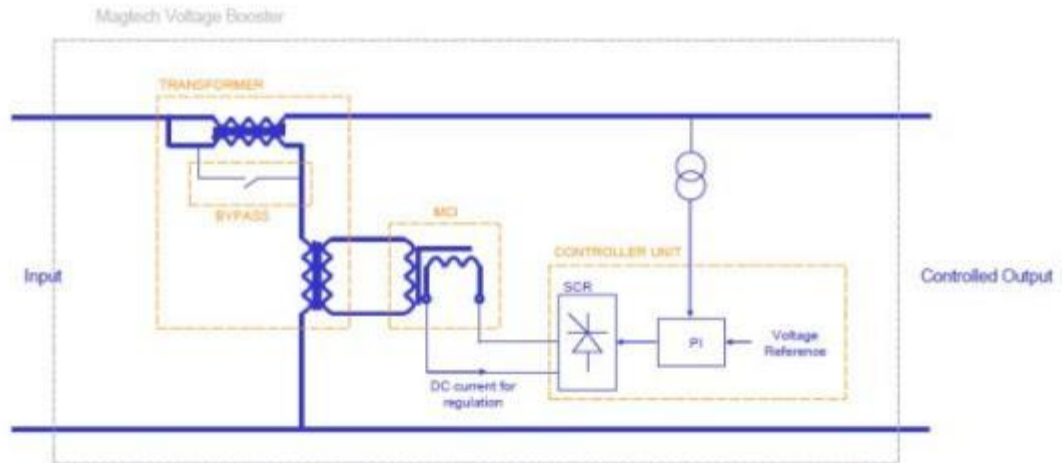 Magtech Voltage Booster
TRANSFORMER
BYPASS
MCI
CONTROLLER UNIT
Input
Controlled Output
SCR
PI
Voltage
Reference
DC current for
regulation